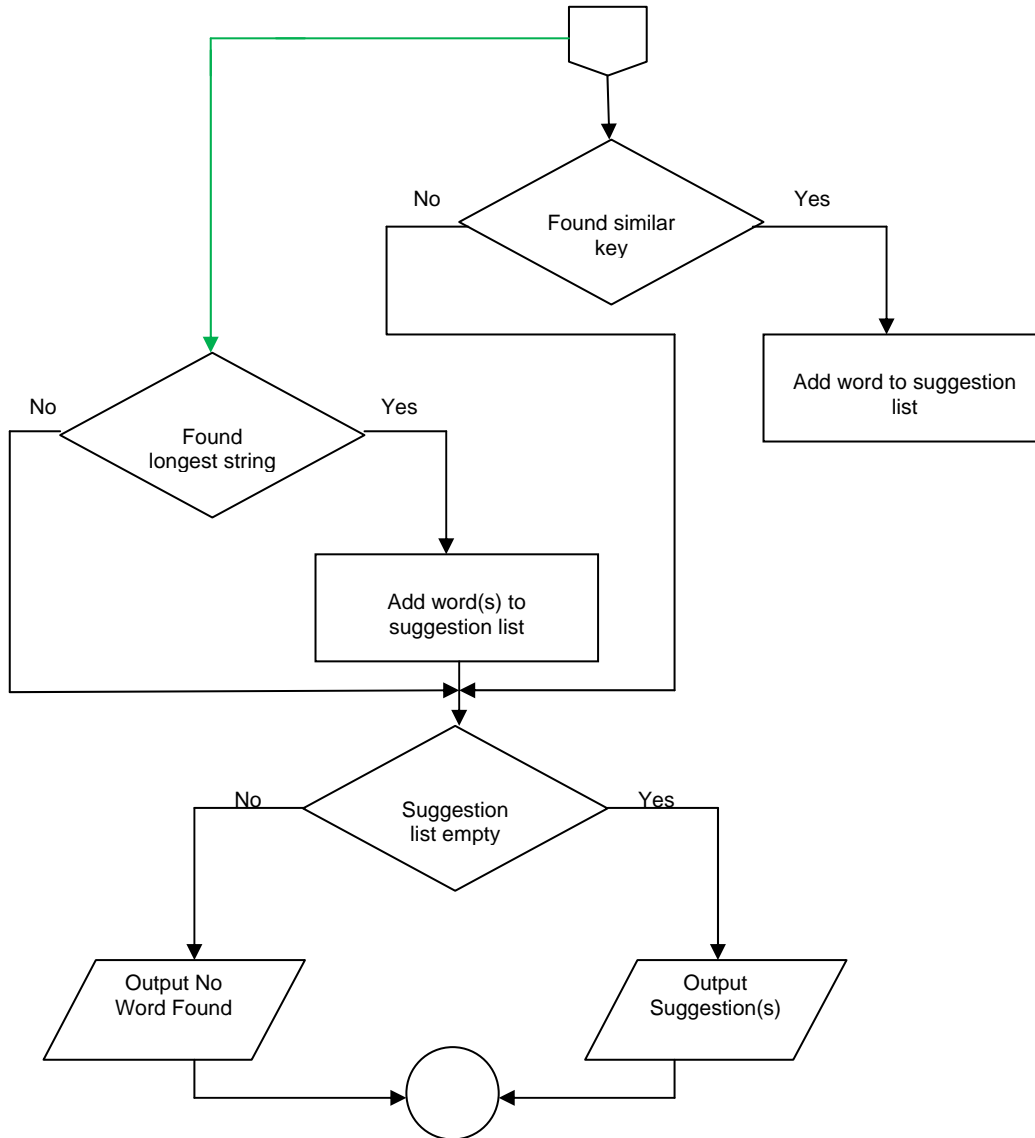 No
Yes
Found similar
key
Add word to suggestion
list
No
Yes
Found
longest string
Add word(s) to
suggestion list
No
Yes
Suggestion
list empty
Output No
Word Found
Output
Suggestion(s)